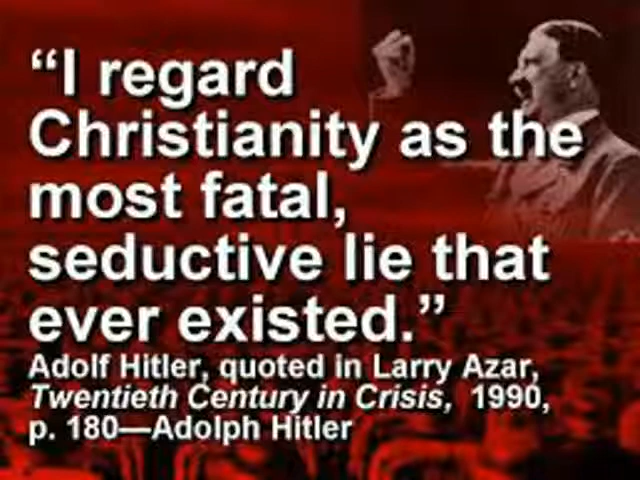 “I regard
Christianity as the
most fatal,
seductive lie that
ever existed.”
Adolf Hitler, quoted in Larry Azar,
Twentieth Century in Crisis, 1990,
p. 180—Adolph Hitler